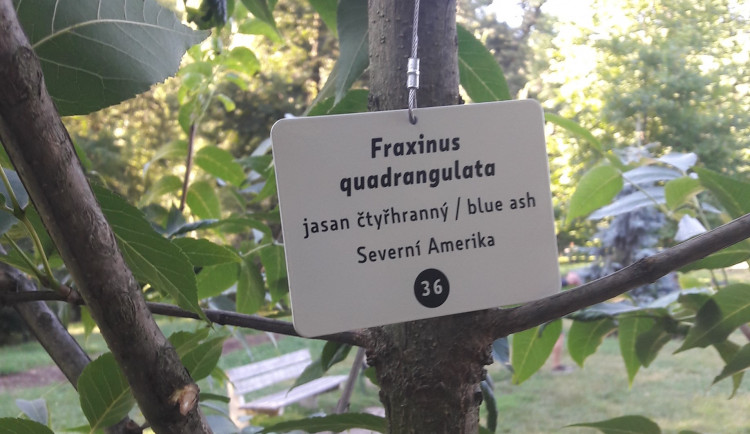 Fraxinus
quadrangulata
jasan čtyřhranný / blue ash
Severní Amerika
36